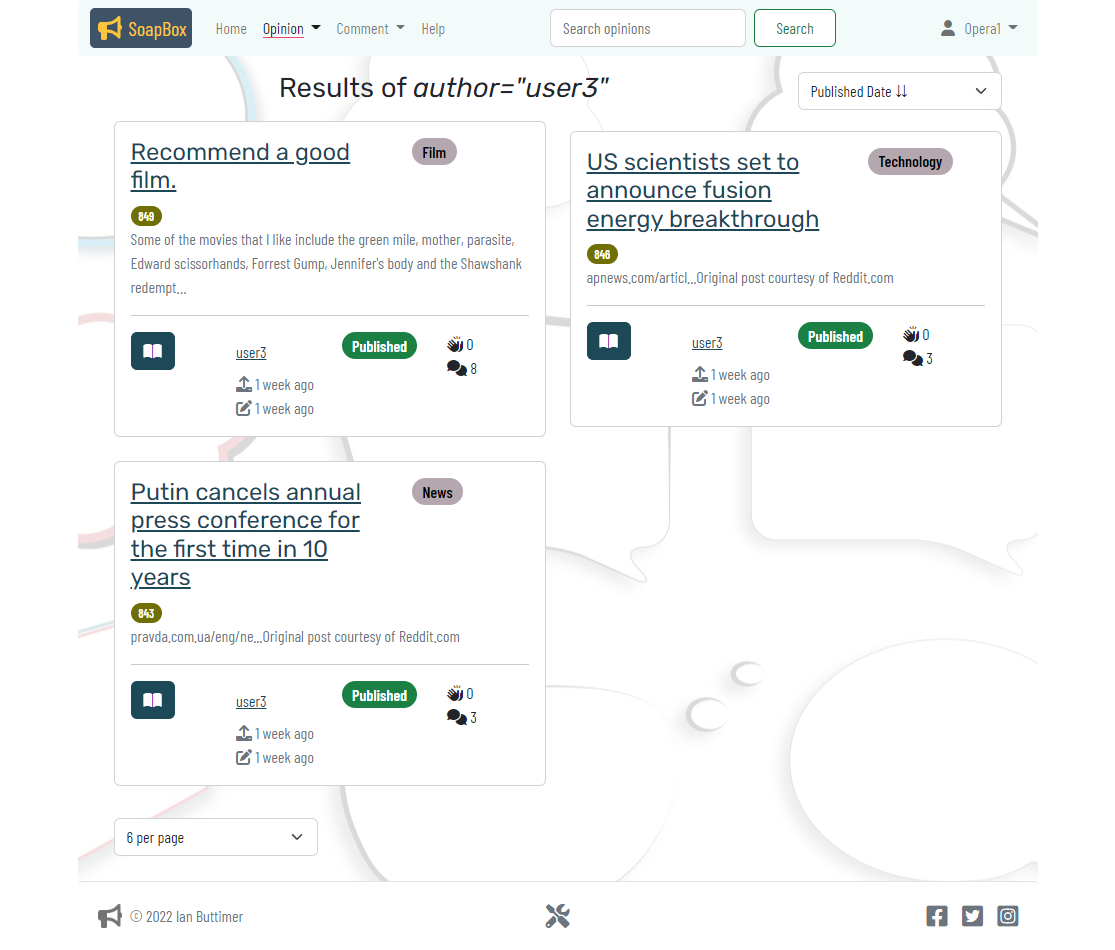 SoapBox
Home
Opinion
Comment
Help
Search opinions
Search
Opera1
Results of author="user3"
Published Date
Recommend a good
film.
Film
849
Some of the movies that I like include the green mile, mother, parasite,
Edward scissorhands, Forrest Gump, Jennifer's body and the Shawshank
redempt...
user3
Published
0
8
1 week ago
1 week ago
US scientists set to
announce fusion
energy breakthrough
Technology
846
apnews.com/articl...Original post courtesy of Reddit.com
user3
Published
0
3
1 week ago
1 week ago
Putin cancels annual
press conference for
the first time in 10
years
News
843
pravda.com.ua/eng/ne...Original post courtesy of Reddit.com
user3
Published
0
3
1 week ago
1 week ago
6 per page
© 2022 Ian Buttimer